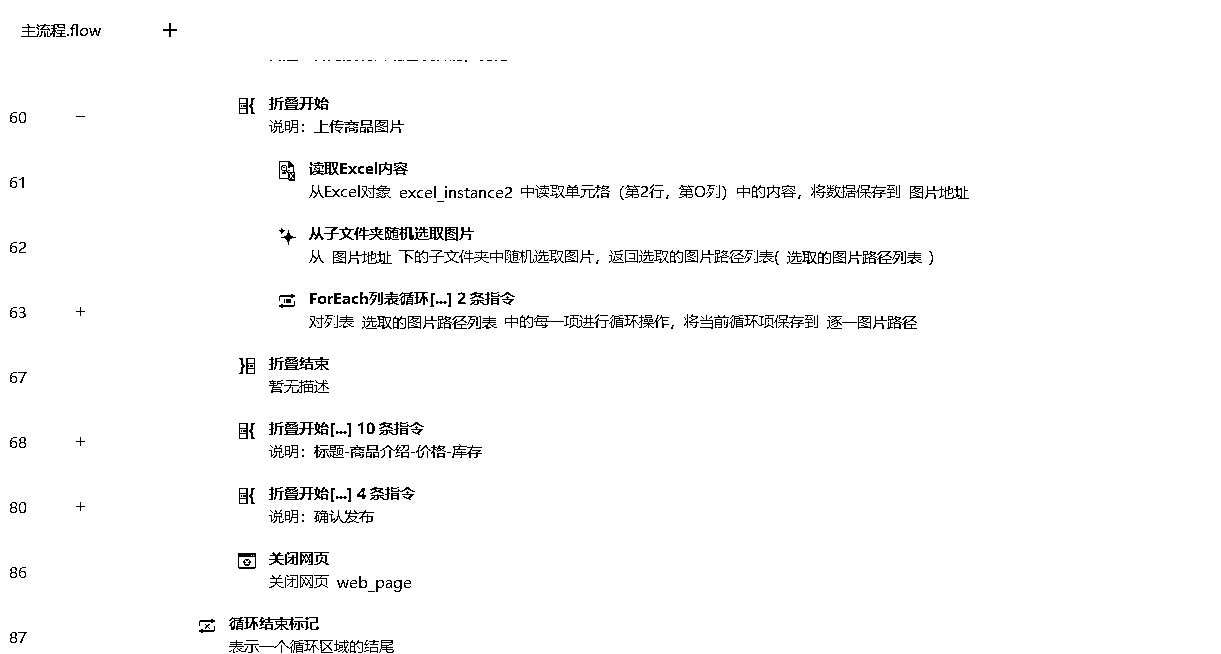 主流程.flow +
60 − 折叠开始
说明：上传商品图片
61 读取Excel内容
从Excel对象 excel_instance2 中读取单元格（第2行，第O列）中的内容，将数据保存到 图片地址
62 从子文件夹随机选取图片
从 图片地址 下的子文件夹中随机选取图片，返回选取的图片路径列表( 选取的图片路径列表 )
63 + ForEach列表循环[...] 2 条指令
对列表 选取的图片路径列表 中的每一项进行循环操作，将当前循环项保存到 逐一图片路径
67 折叠结束
暂无描述
68 + 折叠开始[...] 10 条指令
说明：标题-商品介绍-价格-库存
80 + 折叠开始[...] 4 条指令
说明：确认发布
86 关闭网页
关闭网页 web_page
87 循环结束标记
表示一个循环区域的结尾